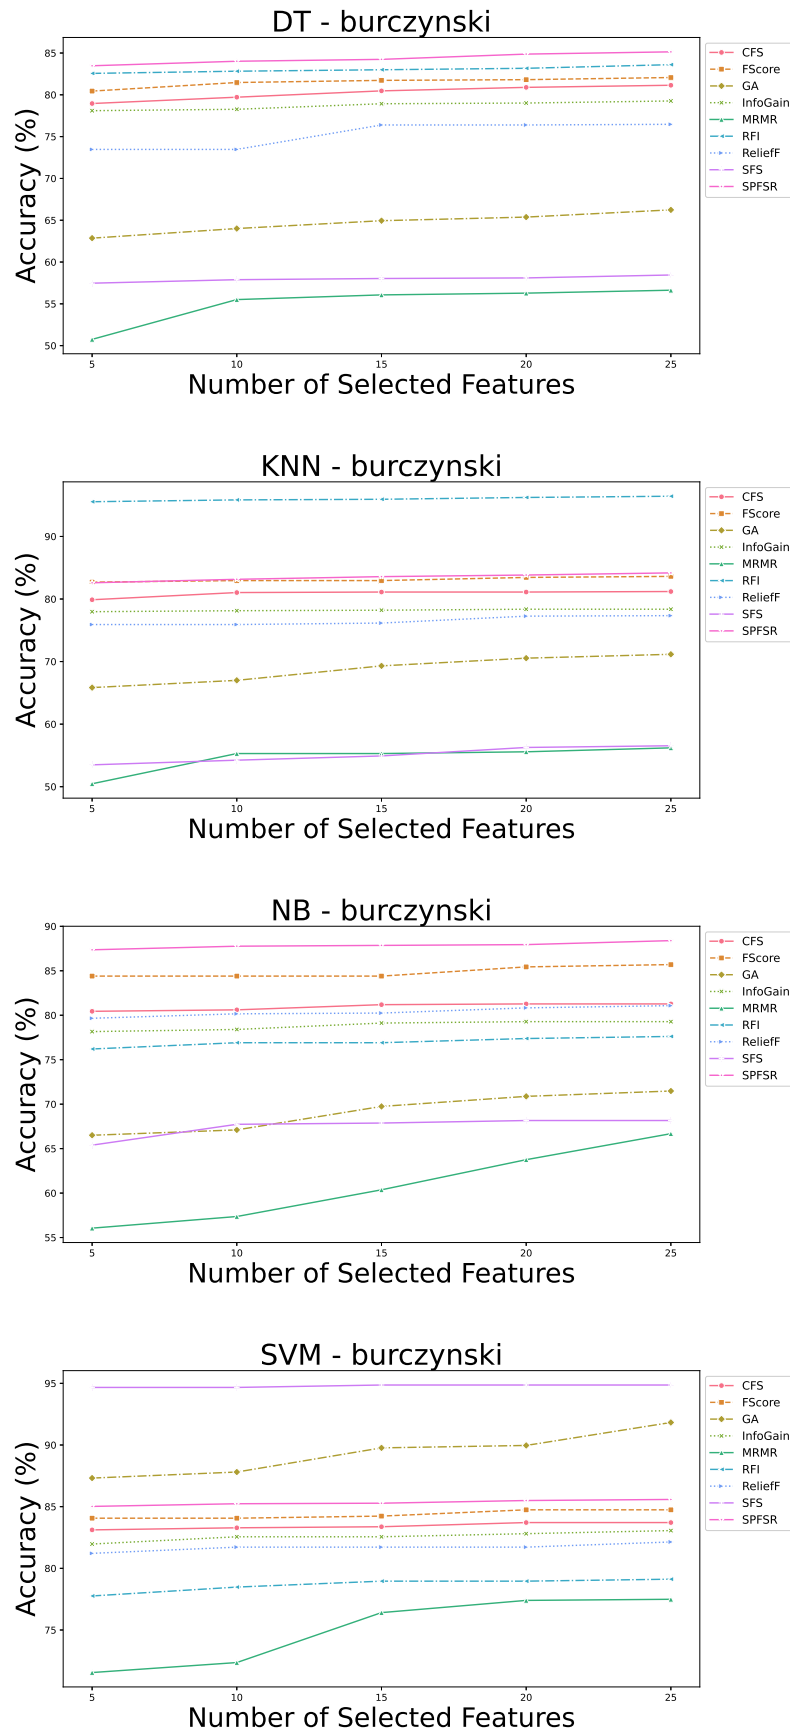 DT - burczynski
Accuracy (%)
85
80
75
70
65
60
55
50
5 10 15 20 25
Number of Selected Features
CFS
FScore
GA
InfoGain
MRMR
RFI
ReliefF
SFS
SPFSR
KNN - burczynski
Accuracy (%)
90
80
70
60
50
5 10 15 20 25
Number of Selected Features
CFS
FScore
GA
InfoGain
MRMR
RFI
ReliefF
SFS
SPFSR
NB - burczynski
Accuracy (%)
90
85
80
75
70
65
60
55
5 10 15 20 25
Number of Selected Features
CFS
FScore
GA
InfoGain
MRMR
RFI
ReliefF
SFS
SPFSR
SVM - burczynski
Accuracy (%)
95
90
85
80
75
5 10 15 20 25
Number of Selected Features
CFS
FScore
GA
InfoGain
MRMR
RFI
ReliefF
SFS
SPFSR